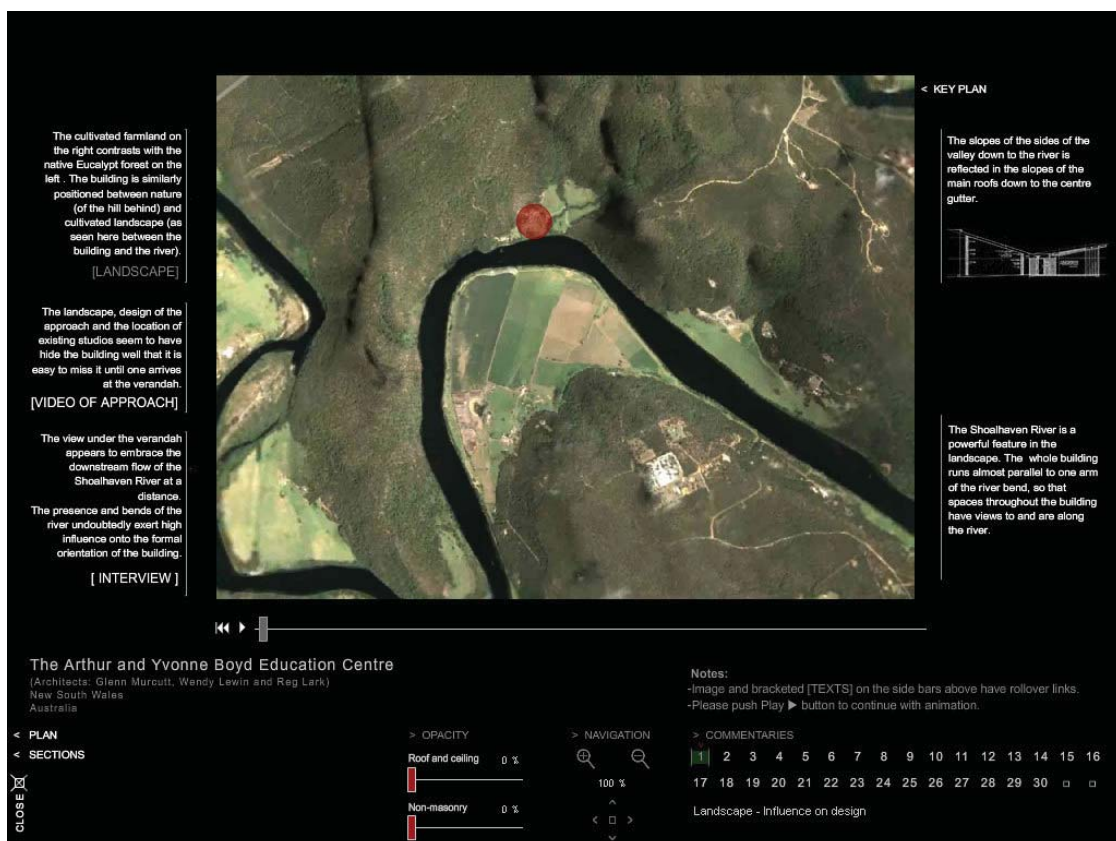 < KEY PLAN
The cultivated farmland on
the right contrasts with the
native Eucalypt forest on the
left . The building is similarly
positioned between nature
(of the hill behind) and
cultivated landscape (as
seen here between the
building and the river).
[LANDSCAPE]
The landscape, design of the
approach and the location of
existing studios seem to have
hide the building well that it is
easy to miss it until one arrives
at the verandah.
[VIDEO OF APPROACH]
The view under the verandah
appears to embrace the
downstream flow of the
Shoalhaven River at a
distance.
The presence and bends of the
river undoubtedly exert high
influence onto the formal
orientation of the building.
[ INTERVIEW ]
The slopes of the sides of the
valley down to the river is
reflected in the slopes of the
main roofs down to the centre
gutter.
The Shoalhaven River is a
powerful feature in the
landscape. The whole building
runs almost parallel to one arm
of the river bend, so that
spaces throughout the building
have views to and are along
the river.
The Arthur and Yvonne Boyd Education Centre
(Architects: Glenn Murcutt, Wendy Lewin and Reg Lark)
New South Wales
Australia
Notes:
-Image and bracketed [TEXTS] on the side bars above have rollover links.
-Please push Play ▶ button to continue with animation.
< PLAN
< SECTIONS
CLOSE
> OPACITY
Roof and ceiling 0 %
Non-masonry 0 %
> NAVIGATION
100 %
> COMMENTARIES
1 2 3 4 5 6 7 8 9 10 11 12 13 14 15 16
17 18 19 20 21 22 23 24 25 26 27 28 29 30
Landscape - Influence on design